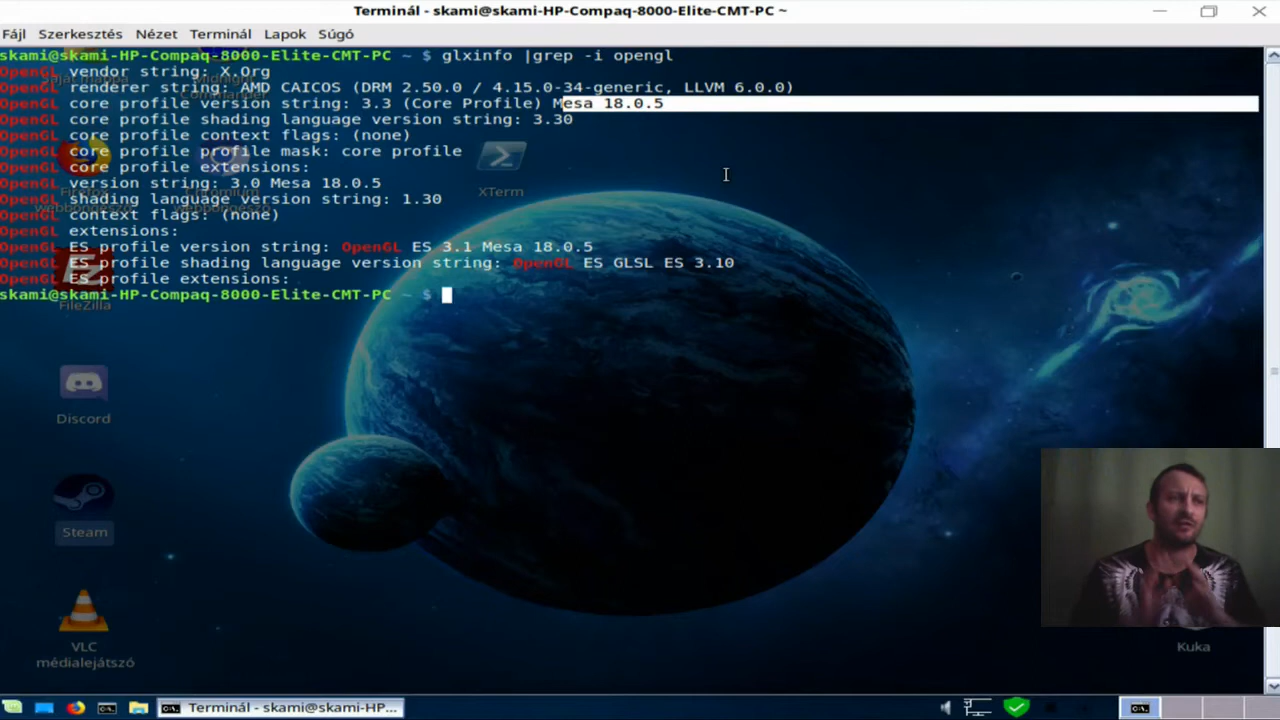 Terminál - skami@skami-HP-Compaq-8000-Elite-CMT-PC ~
Fájl Szerkesztés Nézet Terminál Lapok Súgó
skami@skami-HP-Compaq-8000-Elite-CMT-PC ~ $ glxinfo |grep -i opengl
OpenGL vendor string: X.Org
OpenGL renderer string: AMD CAICOS (DRM 2.50.0 / 4.15.0-34-generic, LLVM 6.0.0)
OpenGL core profile version string: 3.3 (Core Profile) Mesa 18.0.5
OpenGL core profile shading language version string: 3.30
OpenGL core profile context flags: (none)
OpenGL core profile profile mask: core profile
OpenGL core profile extensions:
OpenGL version string: 3.0 Mesa 18.0.5
OpenGL shading language version string: 1.30
OpenGL context flags: (none)
OpenGL extensions:
OpenGL ES profile version string: OpenGL ES 3.1 Mesa 18.0.5
OpenGL ES profile shading language version string: OpenGL ES GLSL ES 3.10
OpenGL ES profile extensions:
skami@skami-HP-Compaq-8000-Elite-CMT-PC ~ $
XTerm
FileZilla
Discord
Steam
VLC
médialejátszó
Kuka
Terminál - skami@skami-HP...